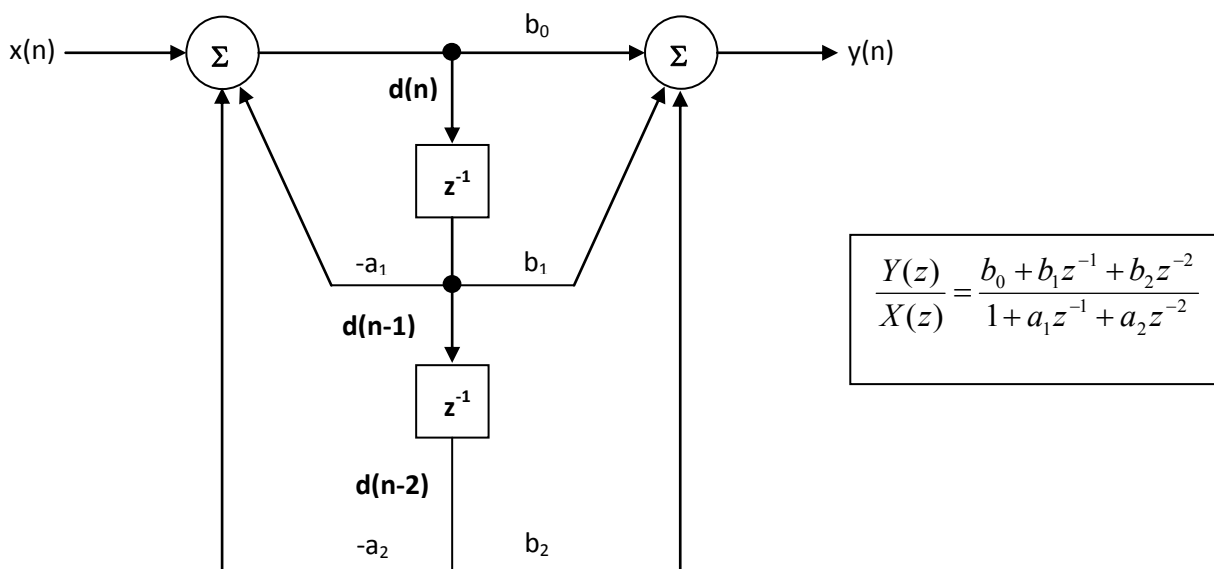 b₀
x(n) Σ Σ y(n)
d(n)
z⁻¹
-a₁ b₁
d(n-1)
z⁻¹
d(n-2)
-a₂ b₂
Y(z)/X(z) = (b₀ + b₁z⁻¹ + b₂z⁻²)/(1 + a₁z⁻¹ + a₂z⁻²)